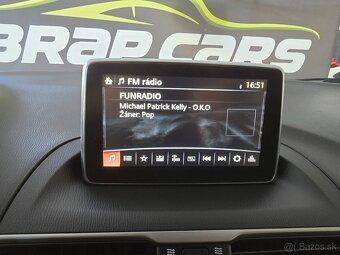 BRAP CARS
FM rádio
16:51
FUNRADIO
Michael Patrick Kelly - O.K.O
Žáner: Pop
© Bazos.sk